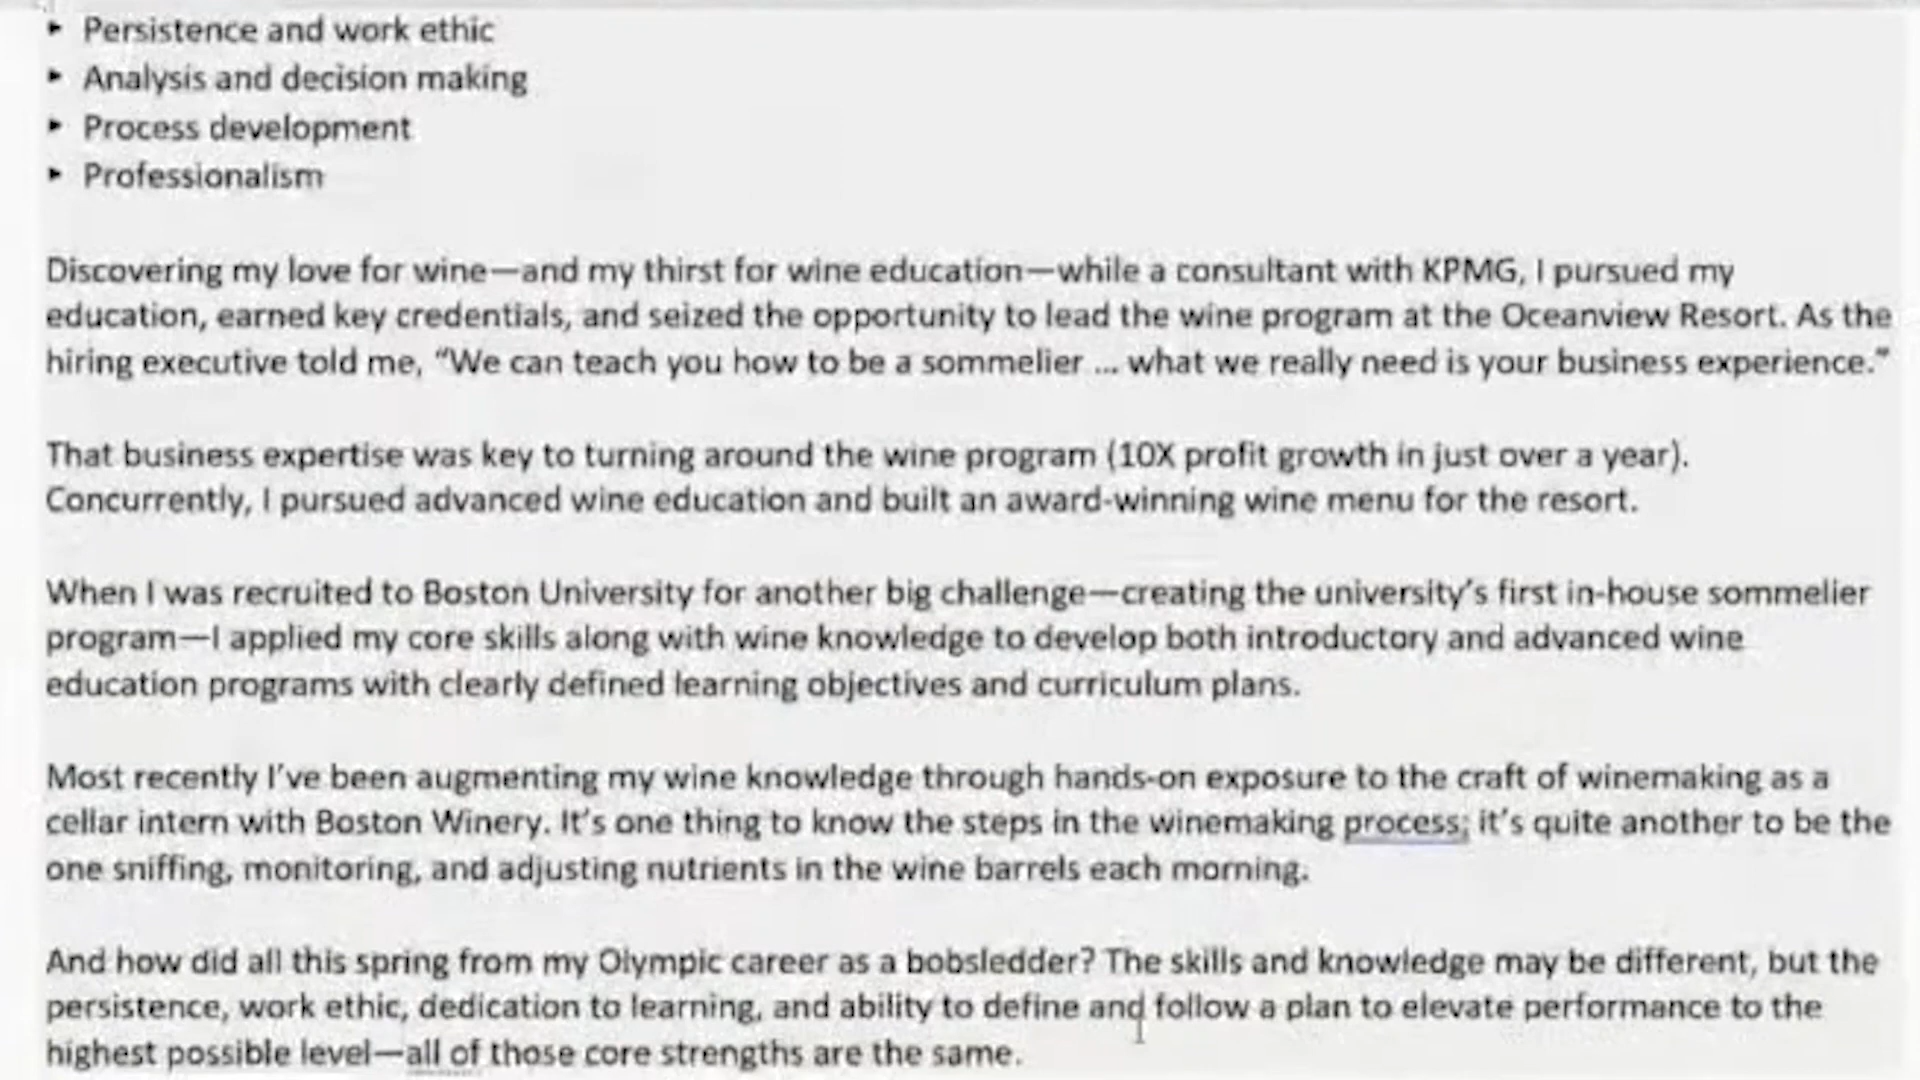 ▸ Persistence and work ethic
▸ Analysis and decision making
▸ Process development
▸ Professionalism
Discovering my love for wine—and my thirst for wine education—while a consultant with KPMG, I pursued my
education, earned key credentials, and seized the opportunity to lead the wine program at the Oceanview Resort. As the
hiring executive told me, “We can teach you how to be a sommelier ... what we really need is your business experience.”
That business expertise was key to turning around the wine program (10X profit growth in just over a year).
Concurrently, I pursued advanced wine education and built an award-winning wine menu for the resort.
When I was recruited to Boston University for another big challenge—creating the university’s first in-house sommelier
program—I applied my core skills along with wine knowledge to develop both introductory and advanced wine
education programs with clearly defined learning objectives and curriculum plans.
Most recently I’ve been augmenting my wine knowledge through hands-on exposure to the craft of winemaking as a
cellar intern with Boston Winery. It’s one thing to know the steps in the winemaking process; it’s quite another to be the
one sniffing, monitoring, and adjusting nutrients in the wine barrels each morning.
And how did all this spring from my Olympic career as a bobsledder? The skills and knowledge may be different, but the
persistence, work ethic, dedication to learning, and ability to define and follow a plan to elevate performance to the
highest possible level—all of those core strengths are the same.